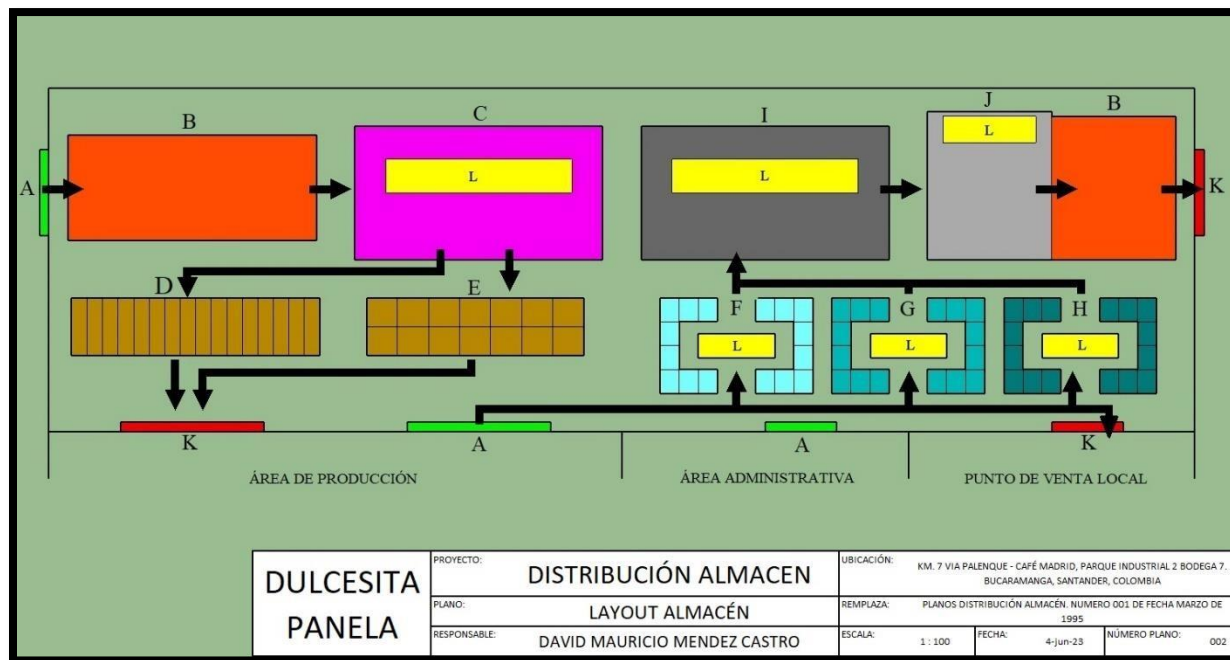 B
C
I
J
B
L
L
L
A
K
D
E
F
G
H
L
L
L
K
A
A
K
ÁREA DE PRODUCCIÓN
ÁREA ADMINISTRATIVA
PUNTO DE VENTA LOCAL
DULCESITA
PANELA
PROYECTO:
DISTRIBUCIÓN ALMACEN
UBICACIÓN:
KM. 7 VIA PALENQUE - CAFÉ MADRID, PARQUE INDUSTRIAL 2 BODEGA 7.
BUCARAMANGA, SANTANDER, COLOMBIA
PLANO:
LAYOUT ALMACÉN
REMPLAZA:
PLANOS DISTRIBUCIÓN ALMACÉN. NUMERO 001 DE FECHA MARZO DE
1995
RESPONSABLE:
DAVID MAURICIO MENDEZ CASTRO
ESCALA:
1 : 100
FECHA:
4-jun-23
NÚMERO PLANO:
002